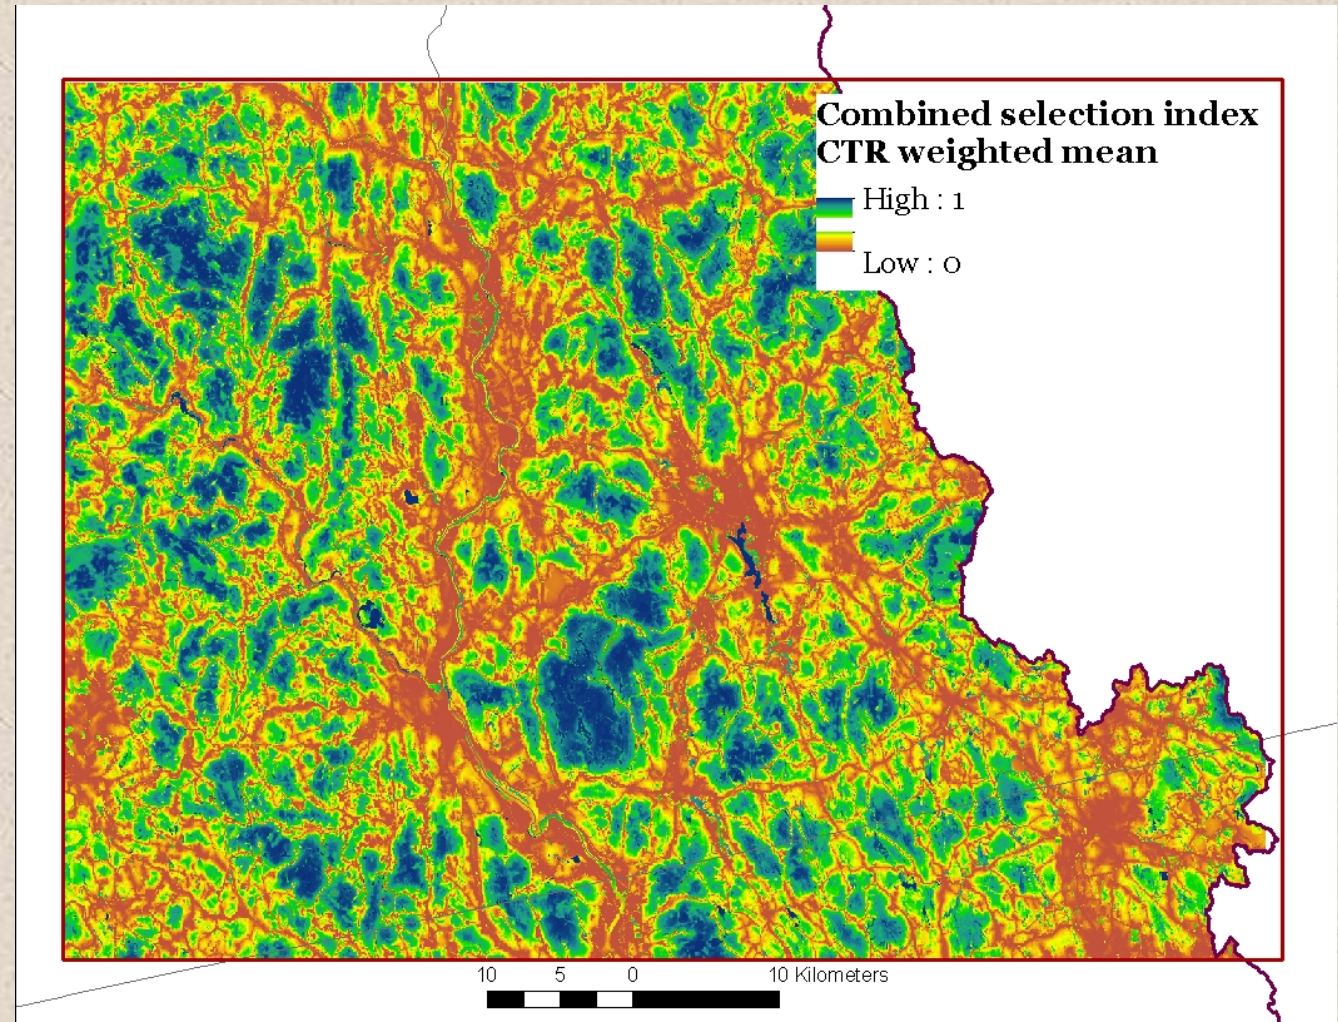 Combined selection index
CTR weighted mean
High : 1
Low : 0
10 5 0 10 Kilometers